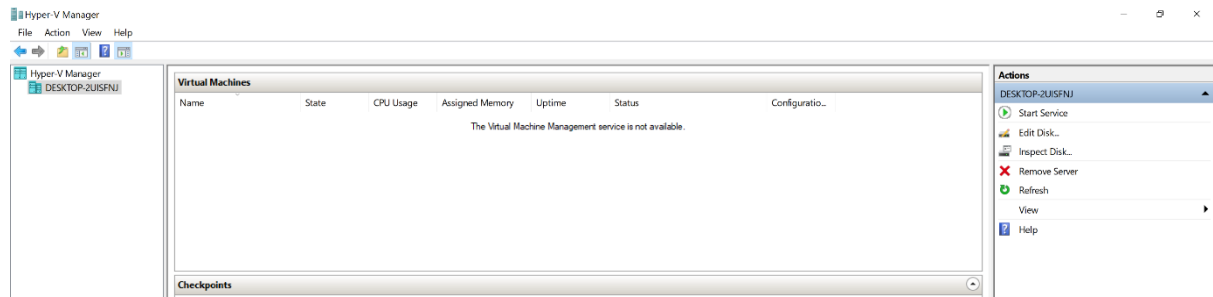 Hyper-V Manager
File Action View Help
Hyper-V Manager
DESKTOP-2UISFNJ
Virtual Machines
Name State CPU Usage Assigned Memory Uptime Status Configuratio...
The Virtual Machine Management service is not available.
Checkpoints
Actions
DESKTOP-2UISFNJ
Start Service
Edit Disk...
Inspect Disk...
Remove Server
Refresh
View
Help